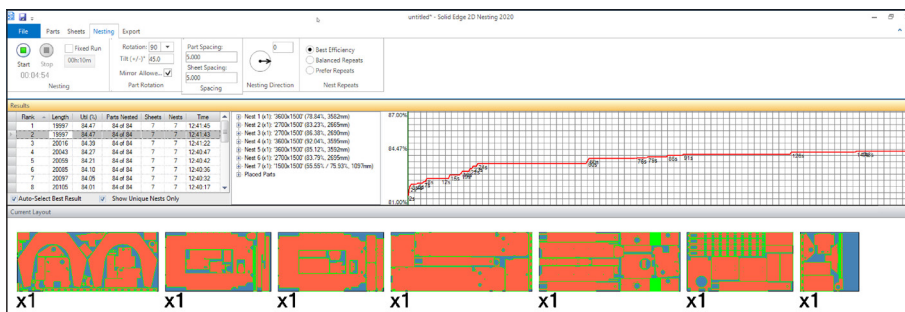 untitled* - Solid Edge 2D Nesting 2020
File Parts Sheets Nesting Export
Start Stop
Fixed Run
00h:10m
00:04:54
Nesting
Rotation: 90
Tilt (+/-)° 45.0
Mirror Allowe...
Part Rotation
Part Spacing:
5.000
Sheet Spacing:
5.000
Spacing
0
Nesting Direction
Best Efficiency
Balanced Repeats
Prefer Repeats
Nest Repeats
Results
Rank Length Util (%) Parts Nested Sheets Nests Time
1 19997 84.47 84 of 84 7 7 12:41:45
2 19997 84.47 84 of 84 7 7 12:41:43
3 20016 84.39 84 of 84 7 7 12:41:22
4 20043 84.27 84 of 84 7 7 12:40:47
5 20059 84.21 84 of 84 7 7 12:40:42
6 20085 84.10 84 of 84 7 7 12:40:36
7 20097 84.05 84 of 84 7 7 12:40:32
8 20105 84.01 84 of 84 7 7 12:40:17
Auto-Select Best Result Show Unique Nests Only
Nest 1 (x1): '3600x1500' (78.84%, 3582mm)
Nest 2 (x1): '2700x1500' (83.23%, 2699mm)
Nest 3 (x1): '2700x1500' (86.38%, 2690mm)
Nest 4 (x1): '3600x1500' (92.04%, 3595mm)
Nest 5 (x1): '3600x1500' (85.12%, 3592mm)
Nest 6 (x1): '2700x1500' (83.79%, 2695mm)
Nest 7 (x1): '1500x1500' (55.55% / 75.93%, 1097mm)
Placed Parts
87.00%
84.47%
81.00%
2s
12s
Current Layout
x1 x1 x1 x1 x1 x1 x1